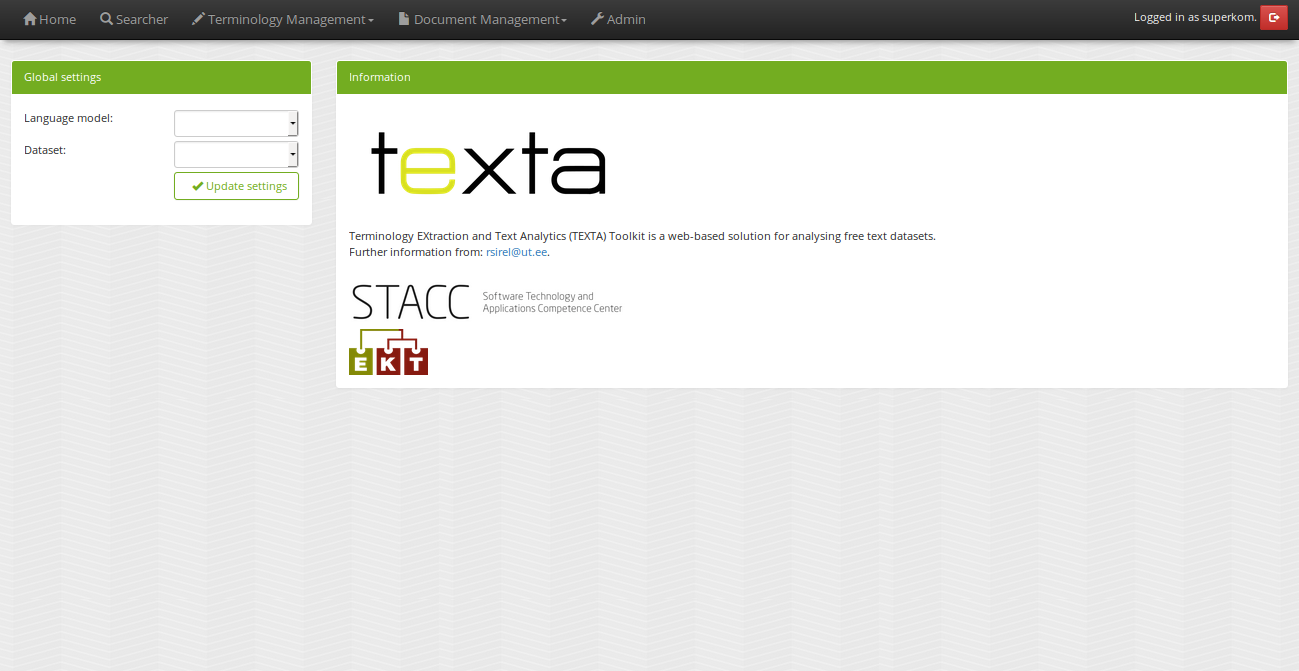 Home Searcher Terminology Management Document Management Admin Logged in as superkom.
Global settings
Language model:
Dataset:
Update settings
Information
texta
Terminology EXtraction and Text Analytics (TEXTA) Toolkit is a web-based solution for analysing free text datasets.
Further information from: rsirel@ut.ee.
STACC Software Technology and
Applications Competence Center
EKT